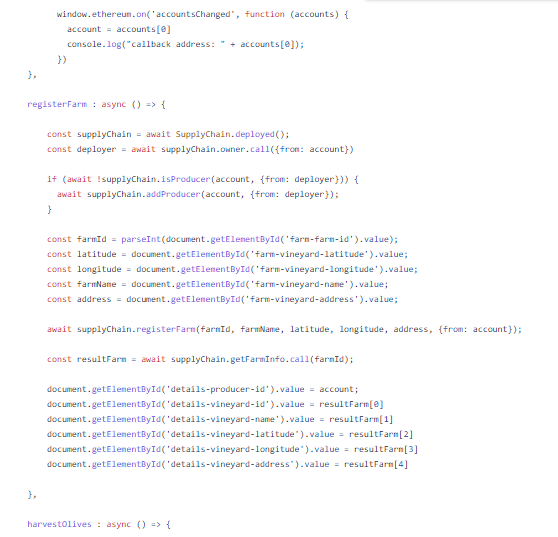 window.ethereum.on('accountsChanged', function (accounts) {
account = accounts[0]
console.log("callback address: " + accounts[0]);
})
},
registerFarm : async () => {
const supplyChain = await SupplyChain.deployed();
const deployer = await supplyChain.owner.call({from: account})
if (await !supplyChain.isProducer(account, {from: deployer})) {
await supplyChain.addProducer(account, {from: deployer});
}
const farmId = parseInt(document.getElementById('farm-farm-id').value);
const latitude = document.getElementById('farm-vineyard-latitude').value;
const longitude = document.getElementById('farm-vineyard-longitude').value;
const farmName = document.getElementById('farm-vineyard-name').value;
const address = document.getElementById('farm-vineyard-address').value;
await supplyChain.registerFarm(farmId, farmName, latitude, longitude, address, {from: account});
const resultFarm = await supplyChain.getFarmInfo.call(farmId);
document.getElementById('details-producer-id').value = account;
document.getElementById('details-vineyard-id').value = resultFarm[0]
document.getElementById('details-vineyard-name').value = resultFarm[1]
document.getElementById('details-vineyard-latitude').value = resultFarm[2]
document.getElementById('details-vineyard-longitude').value = resultFarm[3]
document.getElementById('details-vineyard-address').value = resultFarm[4]
},
harvestOlives : async () => {